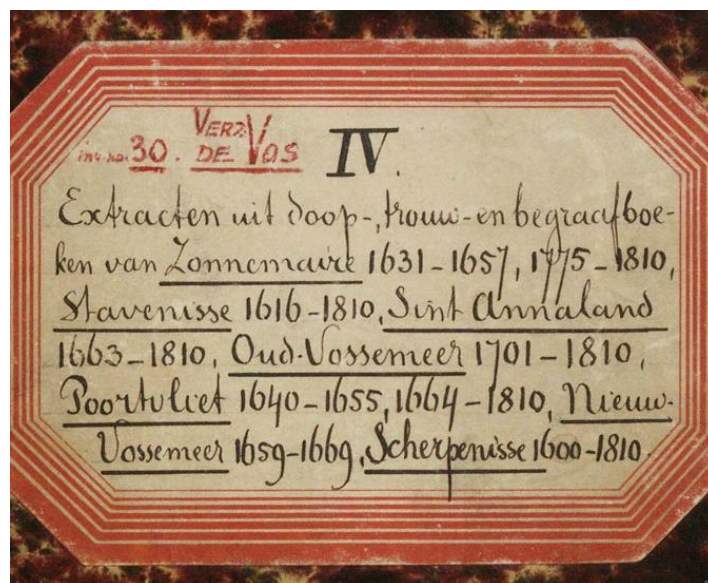 inv.no. 30. VERZ. DE VOS
IV.
Extracten uit doop-, trouw- en begraafboe-
ken van Zonnemaire 1631-1657, 1775-1810,
Stavenisse 1616-1810, Sint Annaland
1663-1810, Oud-Vossemeer 1701-1810,
Poortvliet 1640-1655, 1664-1810, Nieuw-
Vossemeer 1659-1669, Scherpenisse 1600-1810.